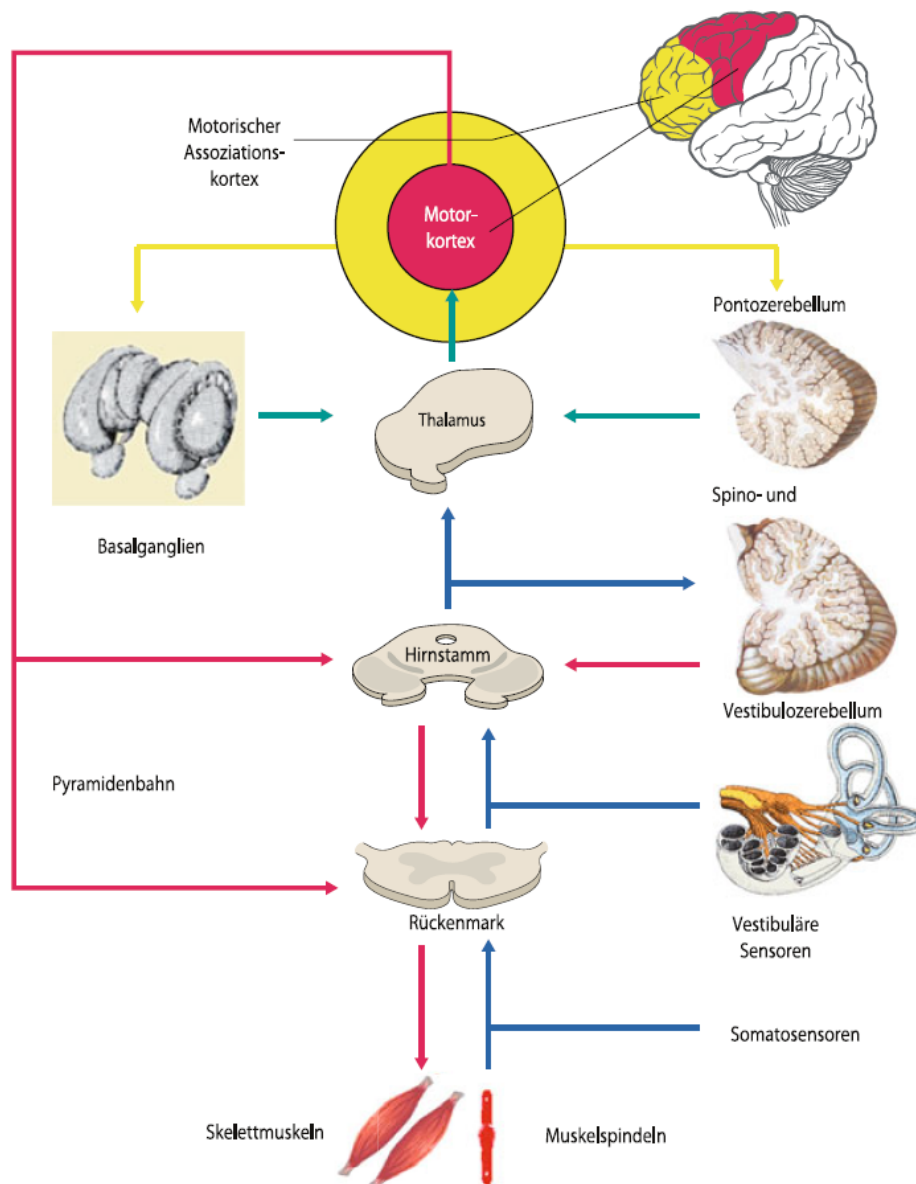 Motorischer
Assoziations-
kortex
Motor-
kortex
Pontozerebellum
Thalamus
Spino- und
Basalganglien
Hirnstamm
Vestibulozerebellum
Pyramidenbahn
Rückenmark
Vestibuläre
Sensoren
Somatosensoren
Skelettmuskeln
Muskelspindeln